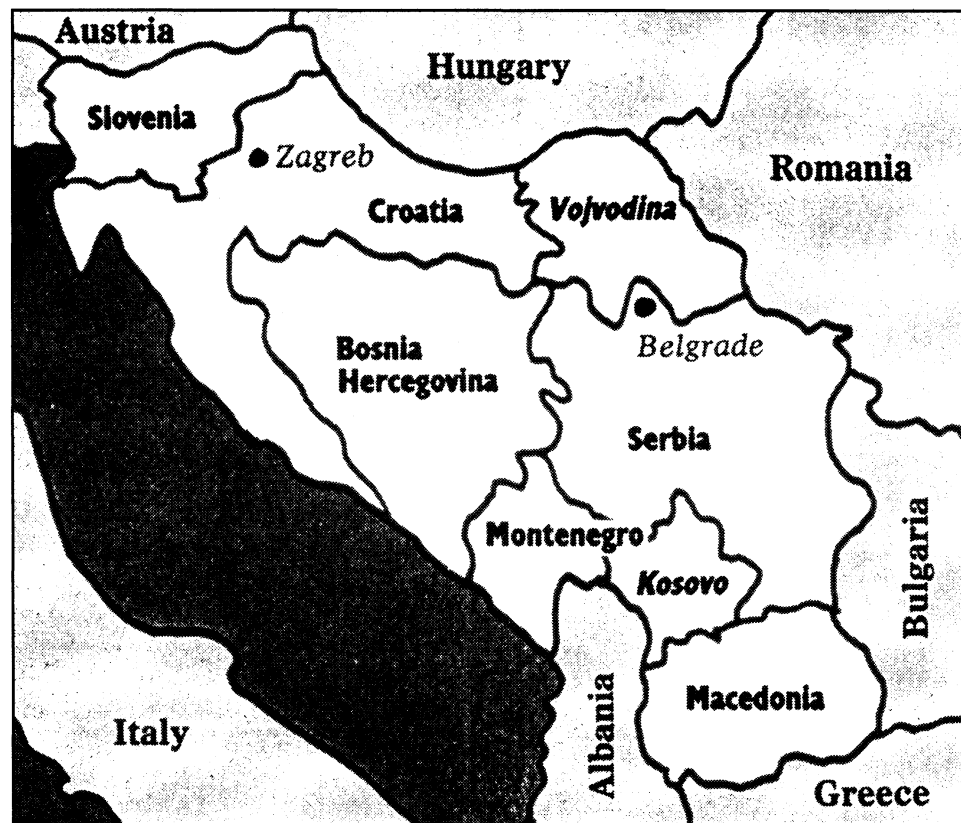 Austria
Hungary
Slovenia
Zagreb
Romania
Croatia
Vojvodina
Bosnia
Hercegovina
Belgrade
Serbia
Montenegro
Kosovo
Bulgaria
Albania
Macedonia
Italy
Greece